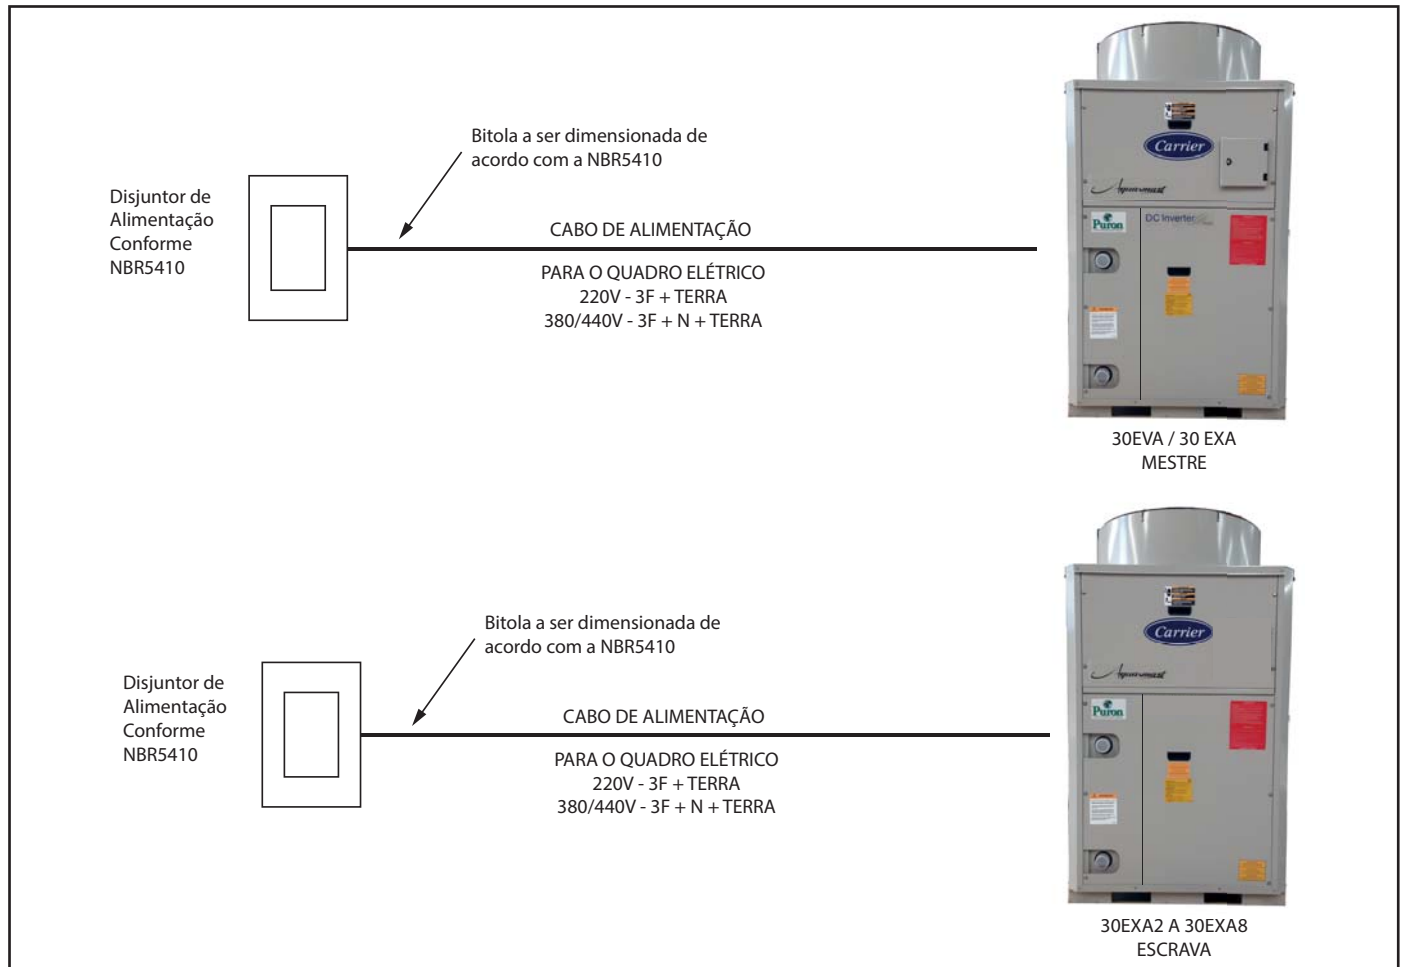 Bitola a ser dimensionada de
acordo com a NBR5410
Disjuntor de
Alimentação
Conforme
NBR5410
CABO DE ALIMENTAÇÃO
PARA O QUADRO ELÉTRICO
220V - 3F + TERRA
380/440V - 3F + N + TERRA
Carrier
Puron
DC Inverter
30EVA / 30 EXA
MESTRE
Bitola a ser dimensionada de
acordo com a NBR5410
Disjuntor de
Alimentação
Conforme
NBR5410
CABO DE ALIMENTAÇÃO
PARA O QUADRO ELÉTRICO
220V - 3F + TERRA
380/440V - 3F + N + TERRA
Carrier
Puron
30EXA2 A 30EXA8
ESCRAVA